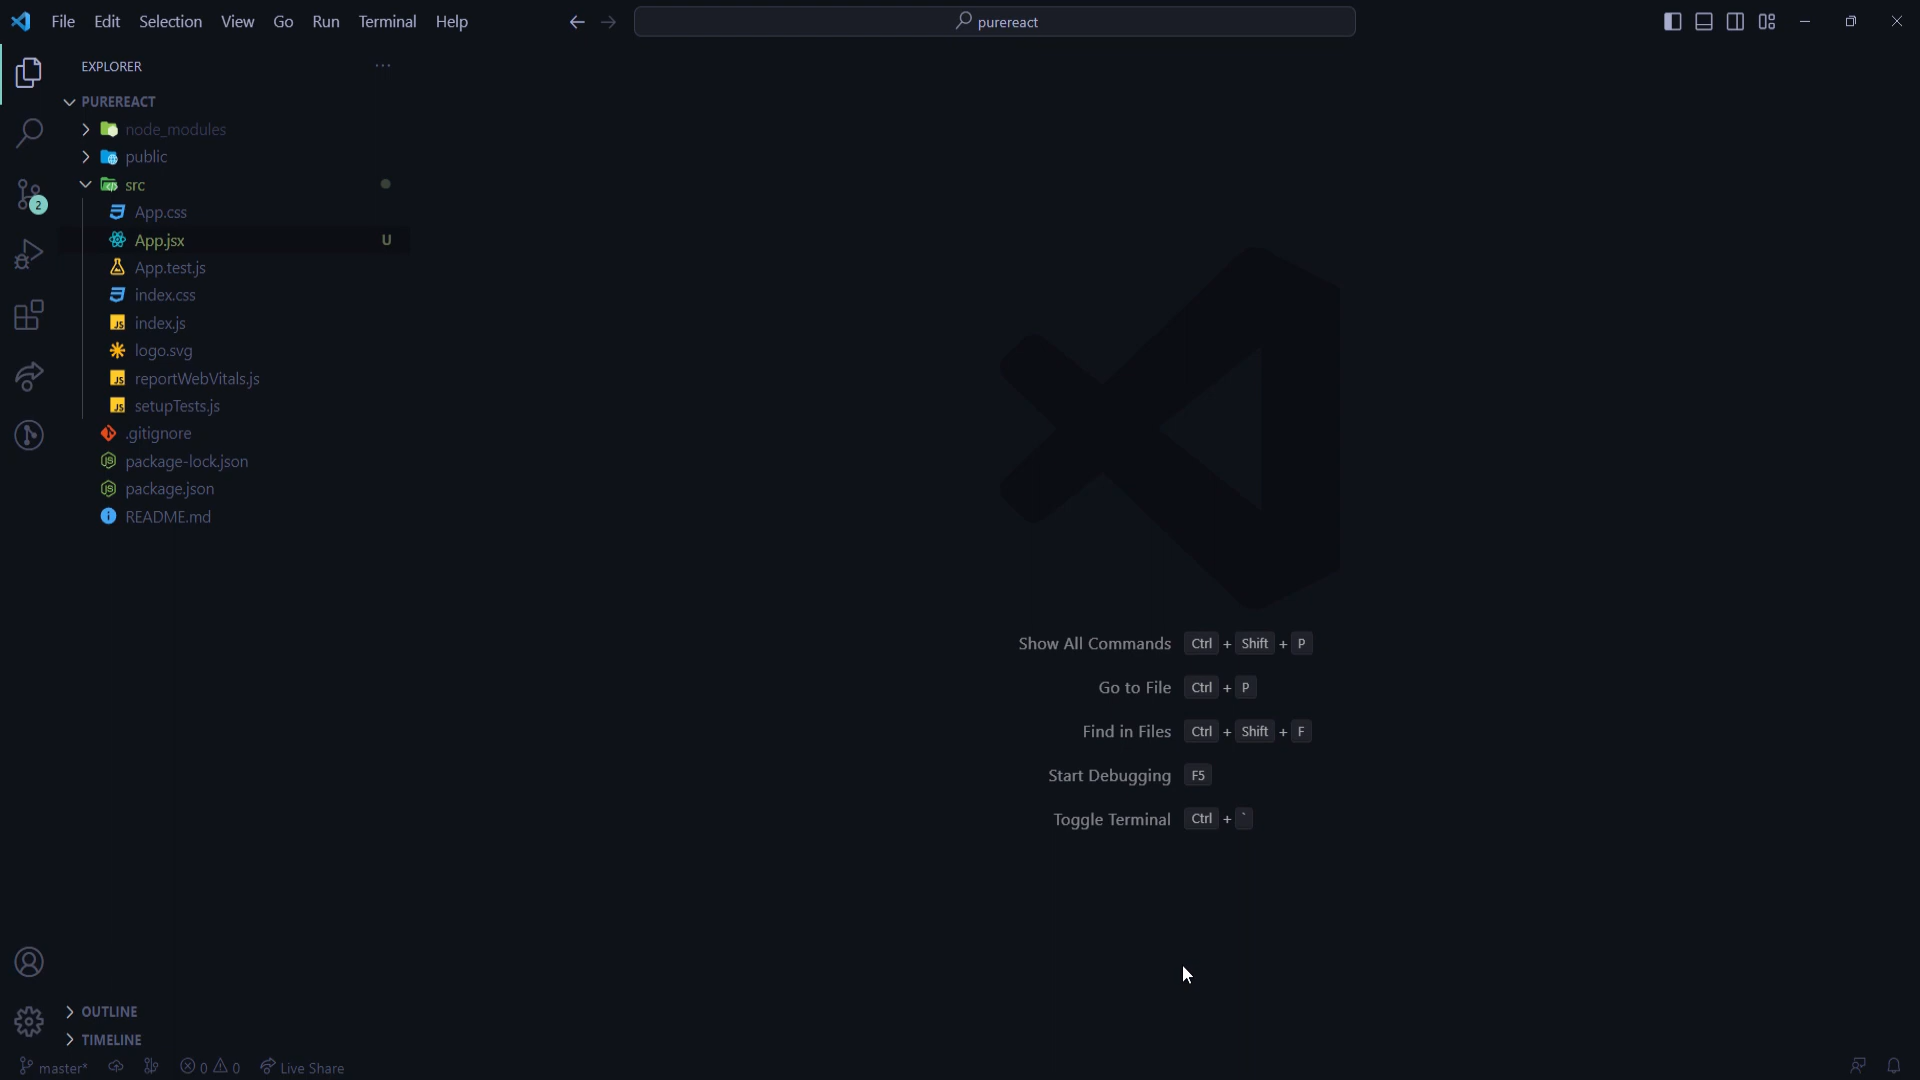 File Edit Selection View Go Run Terminal Help
purereact
EXPLORER
PUREREACT
node_modules
public
src
App.css
App.jsx U
App.test.js
index.css
JS index.js
logo.svg
JS reportWebVitals.js
JS setupTests.js
.gitignore
package-lock.json
package.json
README.md
2
Show All Commands Ctrl + Shift + P
Go to File Ctrl + P
Find in Files Ctrl + Shift + F
Start Debugging F5
Toggle Terminal Ctrl + `
OUTLINE
TIMELINE
master* 0 0 Live Share